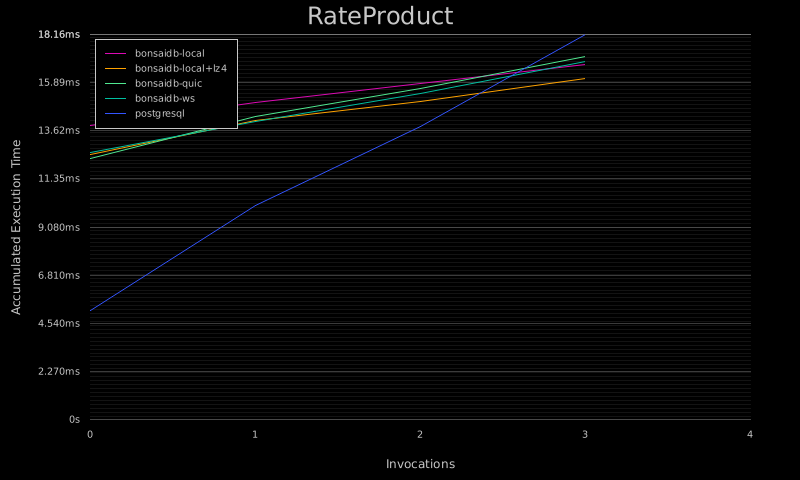 RateProduct
18.16ms
15.89ms
13.62ms
11.35ms
9.080ms
6.810ms
4.540ms
2.270ms
0s
bonsaidb-local
bonsaidb-local+lz4
bonsaidb-quic
bonsaidb-ws
postgresql
Accumulated Execution Time
0 1 2 3 4
Invocations